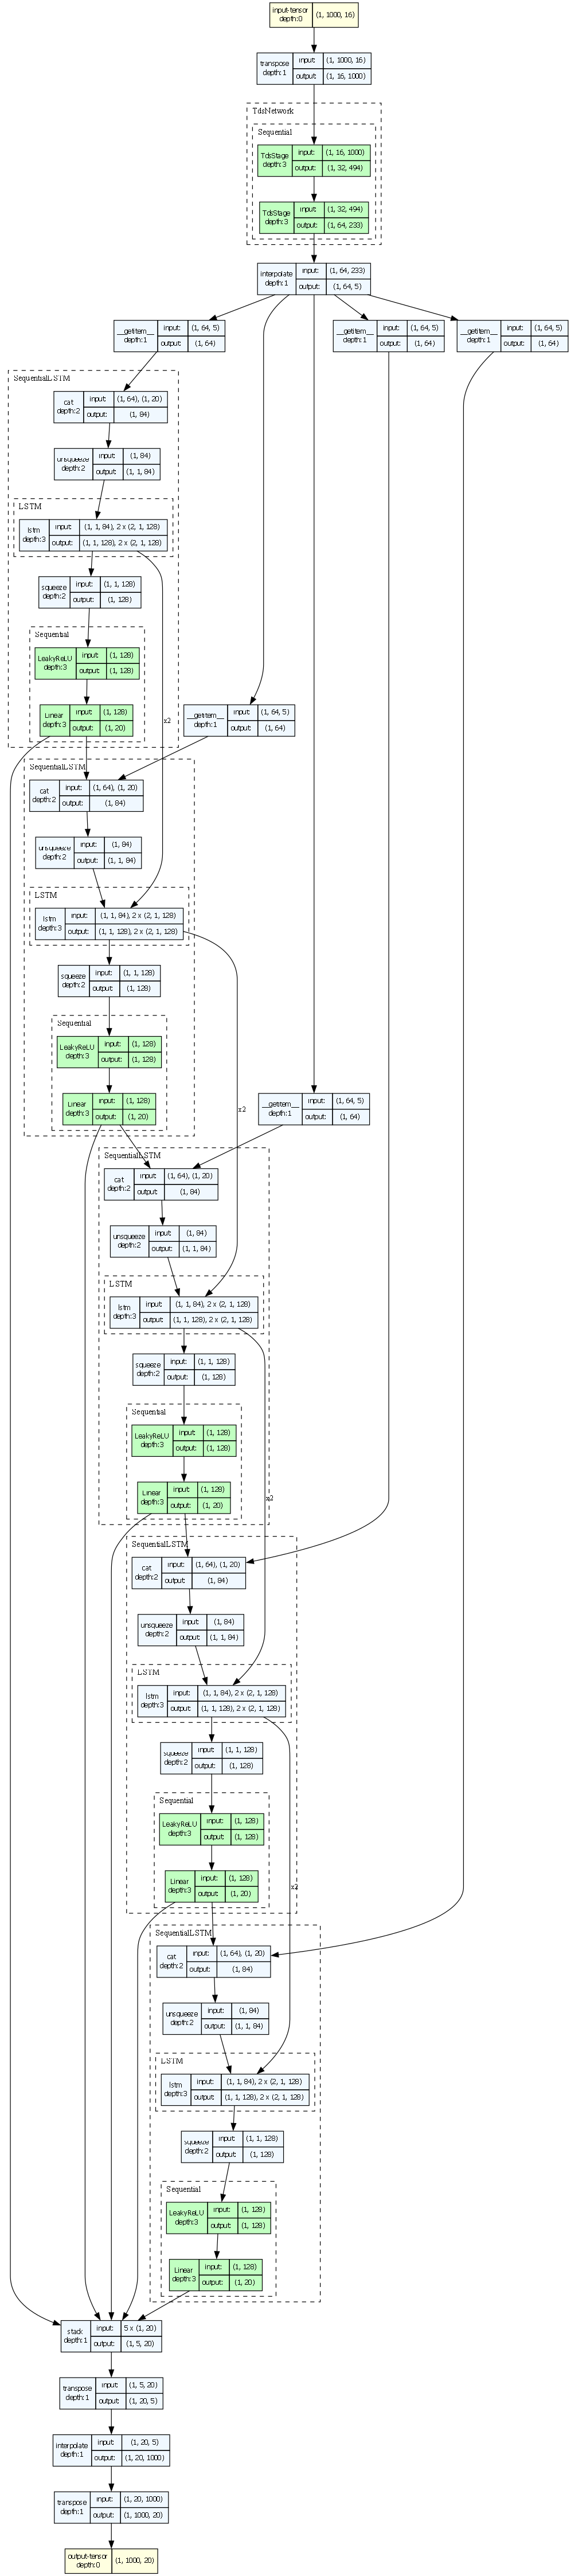 input-tensor
depth:0
(1, 1000, 16)
transpose
depth:1
input:
(1, 1000, 16)
output:
(1, 16, 1000)
TdsNetwork
Sequential
TdsStage
depth:3
input:
(1, 16, 1000)
output:
(1, 32, 494)
TdsStage
depth:3
input:
(1, 32, 494)
output:
(1, 64, 233)
interpolate
depth:1
input:
(1, 64, 233)
output:
(1, 64, 5)
__getitem__
depth:1
input:
(1, 64, 5)
output:
(1, 64)
__getitem__
depth:1
input:
(1, 64, 5)
output:
(1, 64)
__getitem__
depth:1
input:
(1, 64, 5)
output:
(1, 64)
SequentialLSTM
cat
depth:2
input:
(1, 64), (1, 20)
output:
(1, 84)
unsqueeze
depth:2
input:
(1, 84)
output:
(1, 1, 84)
LSTM
lstm
depth:3
input:
(1, 1, 84), 2 x (2, 1, 128)
output:
(1, 1, 128), 2 x (2, 1, 128)
squeeze
depth:2
input:
(1, 1, 128)
output:
(1, 128)
Sequential
LeakyReLU
depth:3
input:
(1, 128)
output:
(1, 128)
Linear
depth:3
input:
(1, 128)
output:
(1, 20)
x2
__getitem__
depth:1
input:
(1, 64, 5)
output:
(1, 64)
SequentialLSTM
cat
depth:2
input:
(1, 64), (1, 20)
output:
(1, 84)
unsqueeze
depth:2
input:
(1, 84)
output:
(1, 1, 84)
LSTM
lstm
depth:3
input:
(1, 1, 84), 2 x (2, 1, 128)
output:
(1, 1, 128), 2 x (2, 1, 128)
squeeze
depth:2
input:
(1, 1, 128)
output:
(1, 128)
Sequential
LeakyReLU
depth:3
input:
(1, 128)
output:
(1, 128)
Linear
depth:3
input:
(1, 128)
output:
(1, 20)
x2
__getitem__
depth:1
input:
(1, 64, 5)
output:
(1, 64)
SequentialLSTM
cat
depth:2
input:
(1, 64), (1, 20)
output:
(1, 84)
unsqueeze
depth:2
input:
(1, 84)
output:
(1, 1, 84)
LSTM
lstm
depth:3
input:
(1, 1, 84), 2 x (2, 1, 128)
output:
(1, 1, 128), 2 x (2, 1, 128)
squeeze
depth:2
input:
(1, 1, 128)
output:
(1, 128)
Sequential
LeakyReLU
depth:3
input:
(1, 128)
output:
(1, 128)
Linear
depth:3
input:
(1, 128)
output:
(1, 20)
x2
SequentialLSTM
cat
depth:2
input:
(1, 64), (1, 20)
output:
(1, 84)
unsqueeze
depth:2
input:
(1, 84)
output:
(1, 1, 84)
LSTM
lstm
depth:3
input:
(1, 1, 84), 2 x (2, 1, 128)
output:
(1, 1, 128), 2 x (2, 1, 128)
squeeze
depth:2
input:
(1, 1, 128)
output:
(1, 128)
Sequential
LeakyReLU
depth:3
input:
(1, 128)
output:
(1, 128)
Linear
depth:3
input:
(1, 128)
output:
(1, 20)
x2
SequentialLSTM
cat
depth:2
input:
(1, 64), (1, 20)
output:
(1, 84)
unsqueeze
depth:2
input:
(1, 84)
output:
(1, 1, 84)
LSTM
lstm
depth:3
input:
(1, 1, 84), 2 x (2, 1, 128)
output:
(1, 1, 128), 2 x (2, 1, 128)
squeeze
depth:2
input:
(1, 1, 128)
output:
(1, 128)
Sequential
LeakyReLU
depth:3
input:
(1, 128)
output:
(1, 128)
Linear
depth:3
input:
(1, 128)
output:
(1, 20)
stack
depth:1
input:
5 x (1, 20)
output:
(1, 5, 20)
transpose
depth:1
input:
(1, 5, 20)
output:
(1, 20, 5)
interpolate
depth:1
input:
(1, 20, 5)
output:
(1, 20, 1000)
transpose
depth:1
input:
(1, 20, 1000)
output:
(1, 1000, 20)
output-tensor
depth:0
(1, 1000, 20)